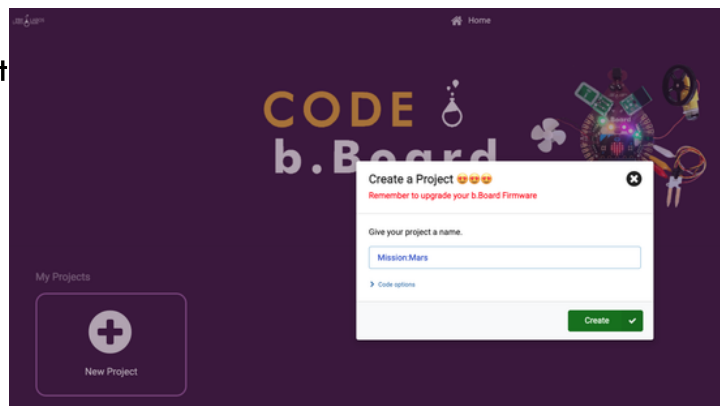 Home
t
CODE
b.Board
Create a Project 😍😍😍
Remember to upgrade your b.Board Firmware
Give your project a name.
Mission:Mars
Code options
Create
My Projects
New Project